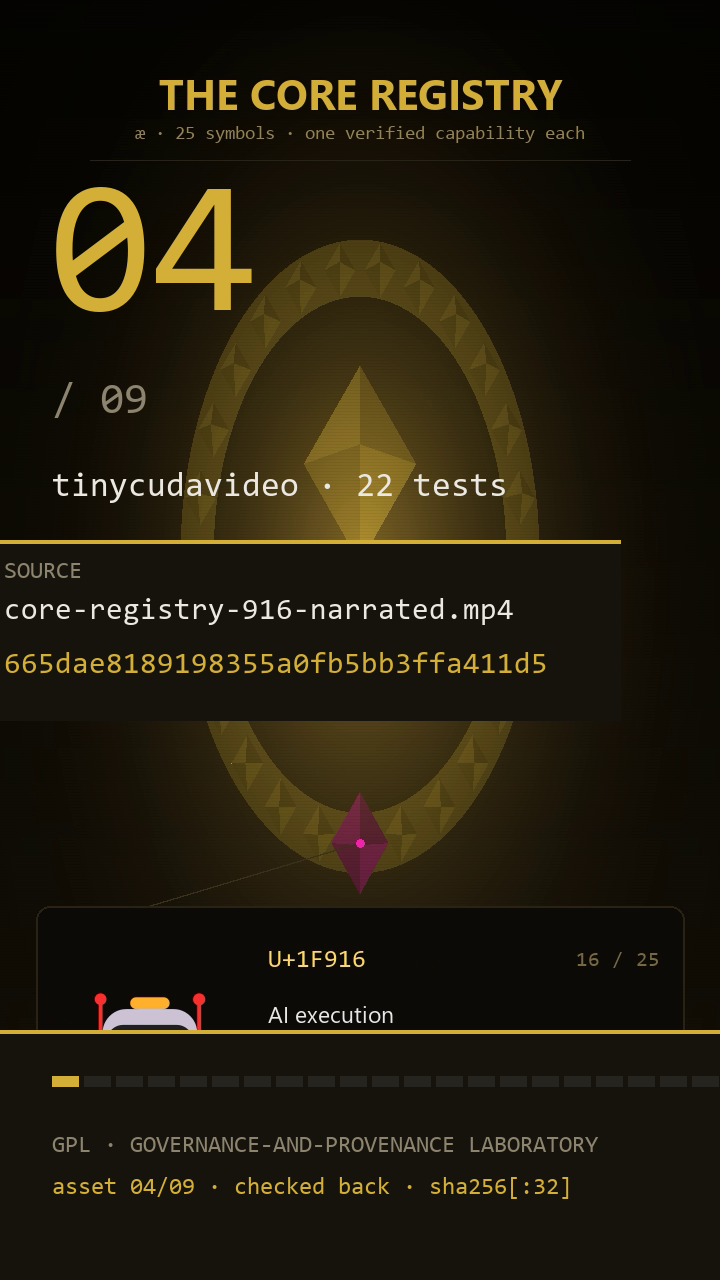 THE CORE REGISTRY
æ · 25 symbols · one verified capability each
04
/ 09
tinycudavideo · 22 tests
SOURCE
core-registry-916-narrated.mp4
665dae8189198355a0fb5bb3ffa411d5
U+1F916
16 / 25
AI execution
GPL · GOVERNANCE-AND-PROVENANCE LABORATORY
asset 04/09 · checked back · sha256[:32]